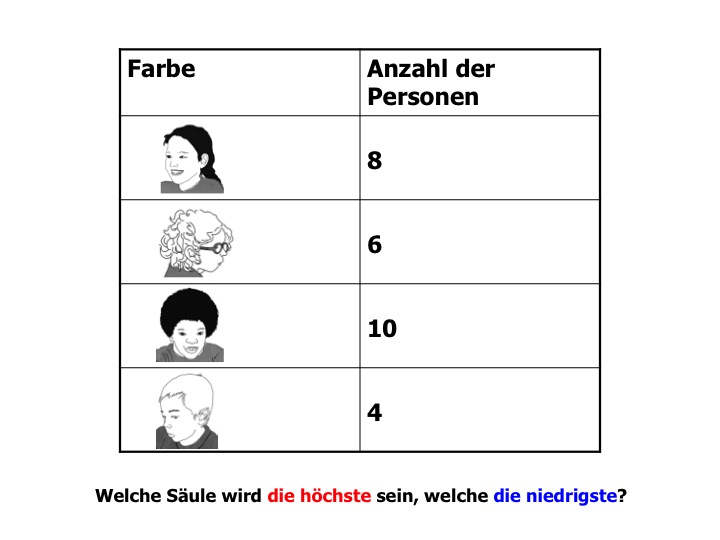 Farbe
Anzahl der
Personen
8
6
10
4
Welche Säule wird die höchste sein, welche die niedrigste?